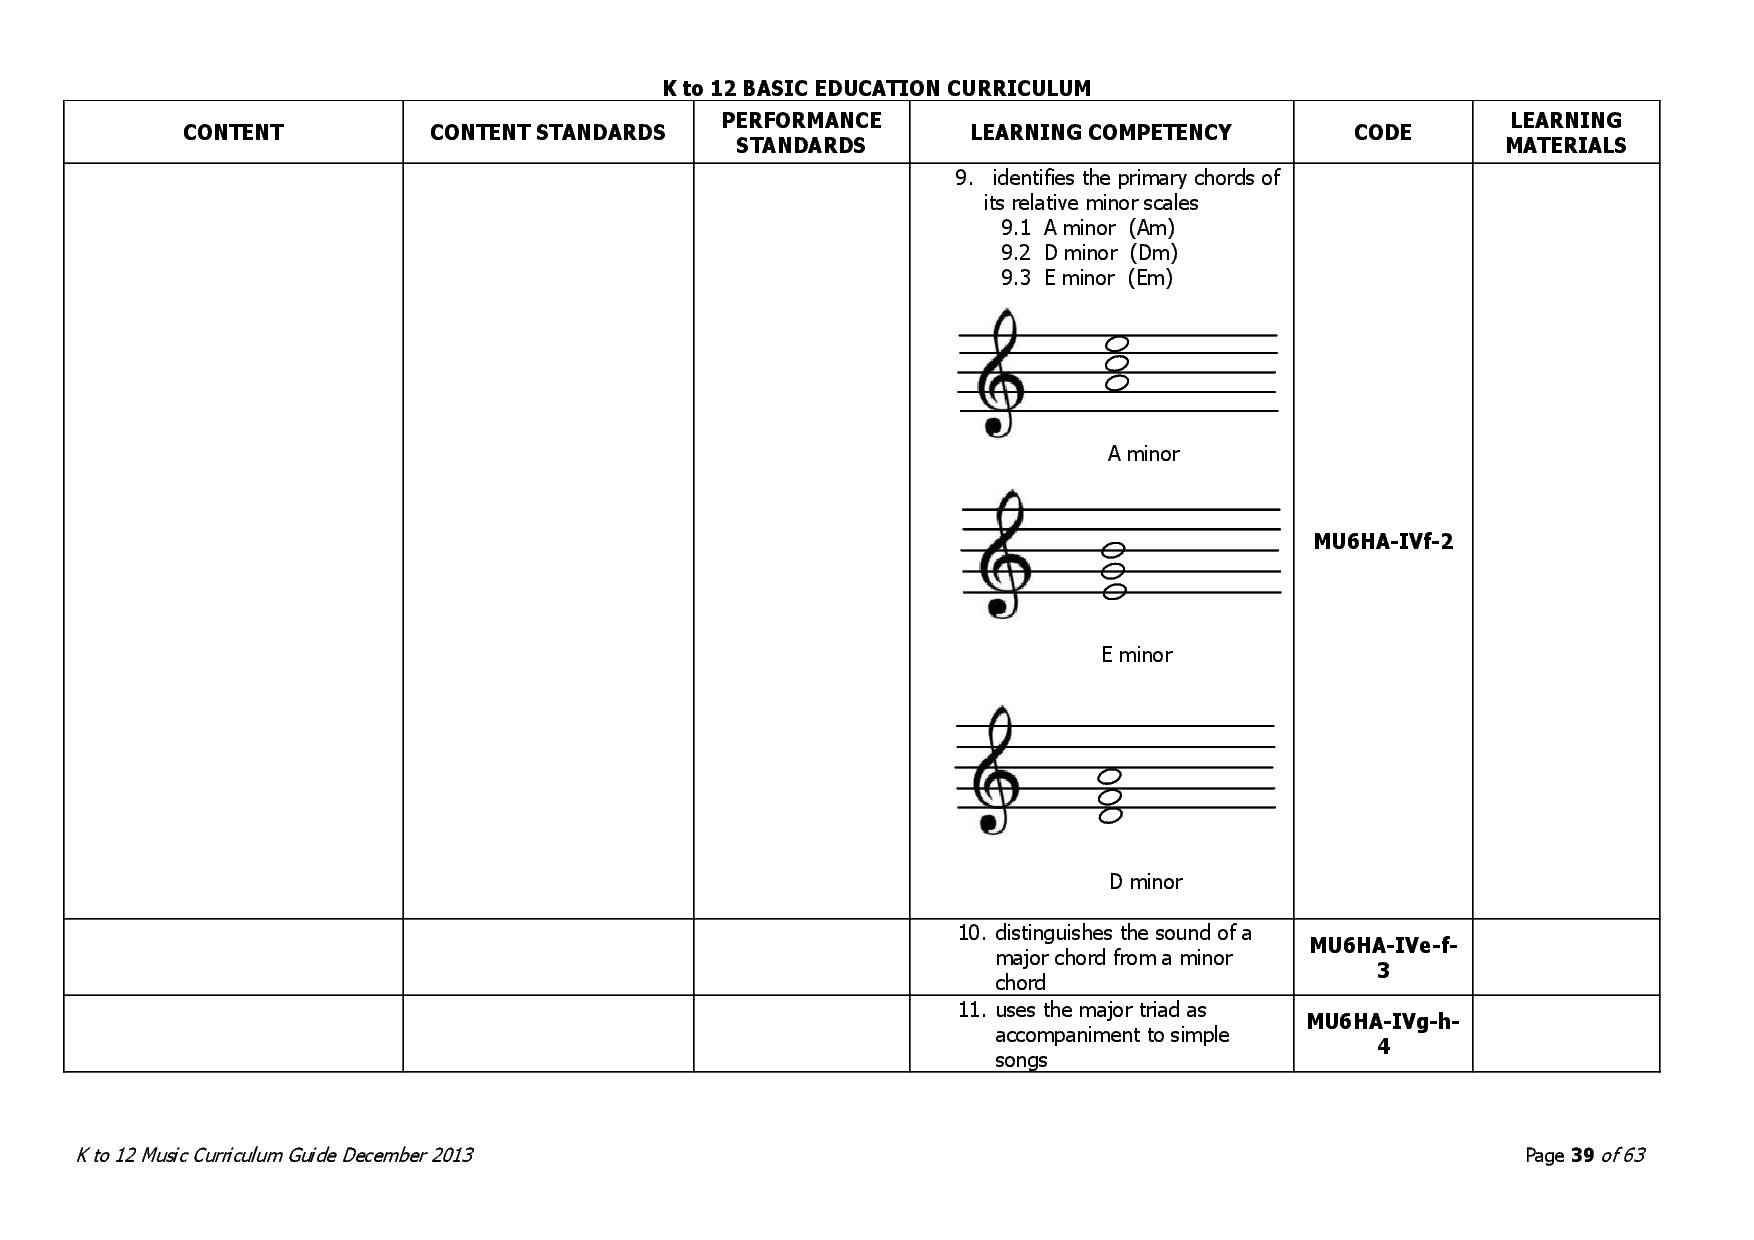 K to 12 BASIC EDUCATION CURRICULUM
CONTENT
CONTENT STANDARDS
PERFORMANCE
STANDARDS
LEARNING COMPETENCY
CODE
LEARNING
MATERIALS
9. identifies the primary chords of
its relative minor scales
9.1 A minor (Am)
9.2 D minor (Dm)
9.3 E minor (Em)
A minor
E minor
D minor
MU6HA-IVf-2
10. distinguishes the sound of a
major chord from a minor
chord
MU6HA-IVe-f-
3
11. uses the major triad as
accompaniment to simple
songs
MU6HA-IVg-h-
4
K to 12 Music Curriculum Guide December 2013
Page 39 of 63